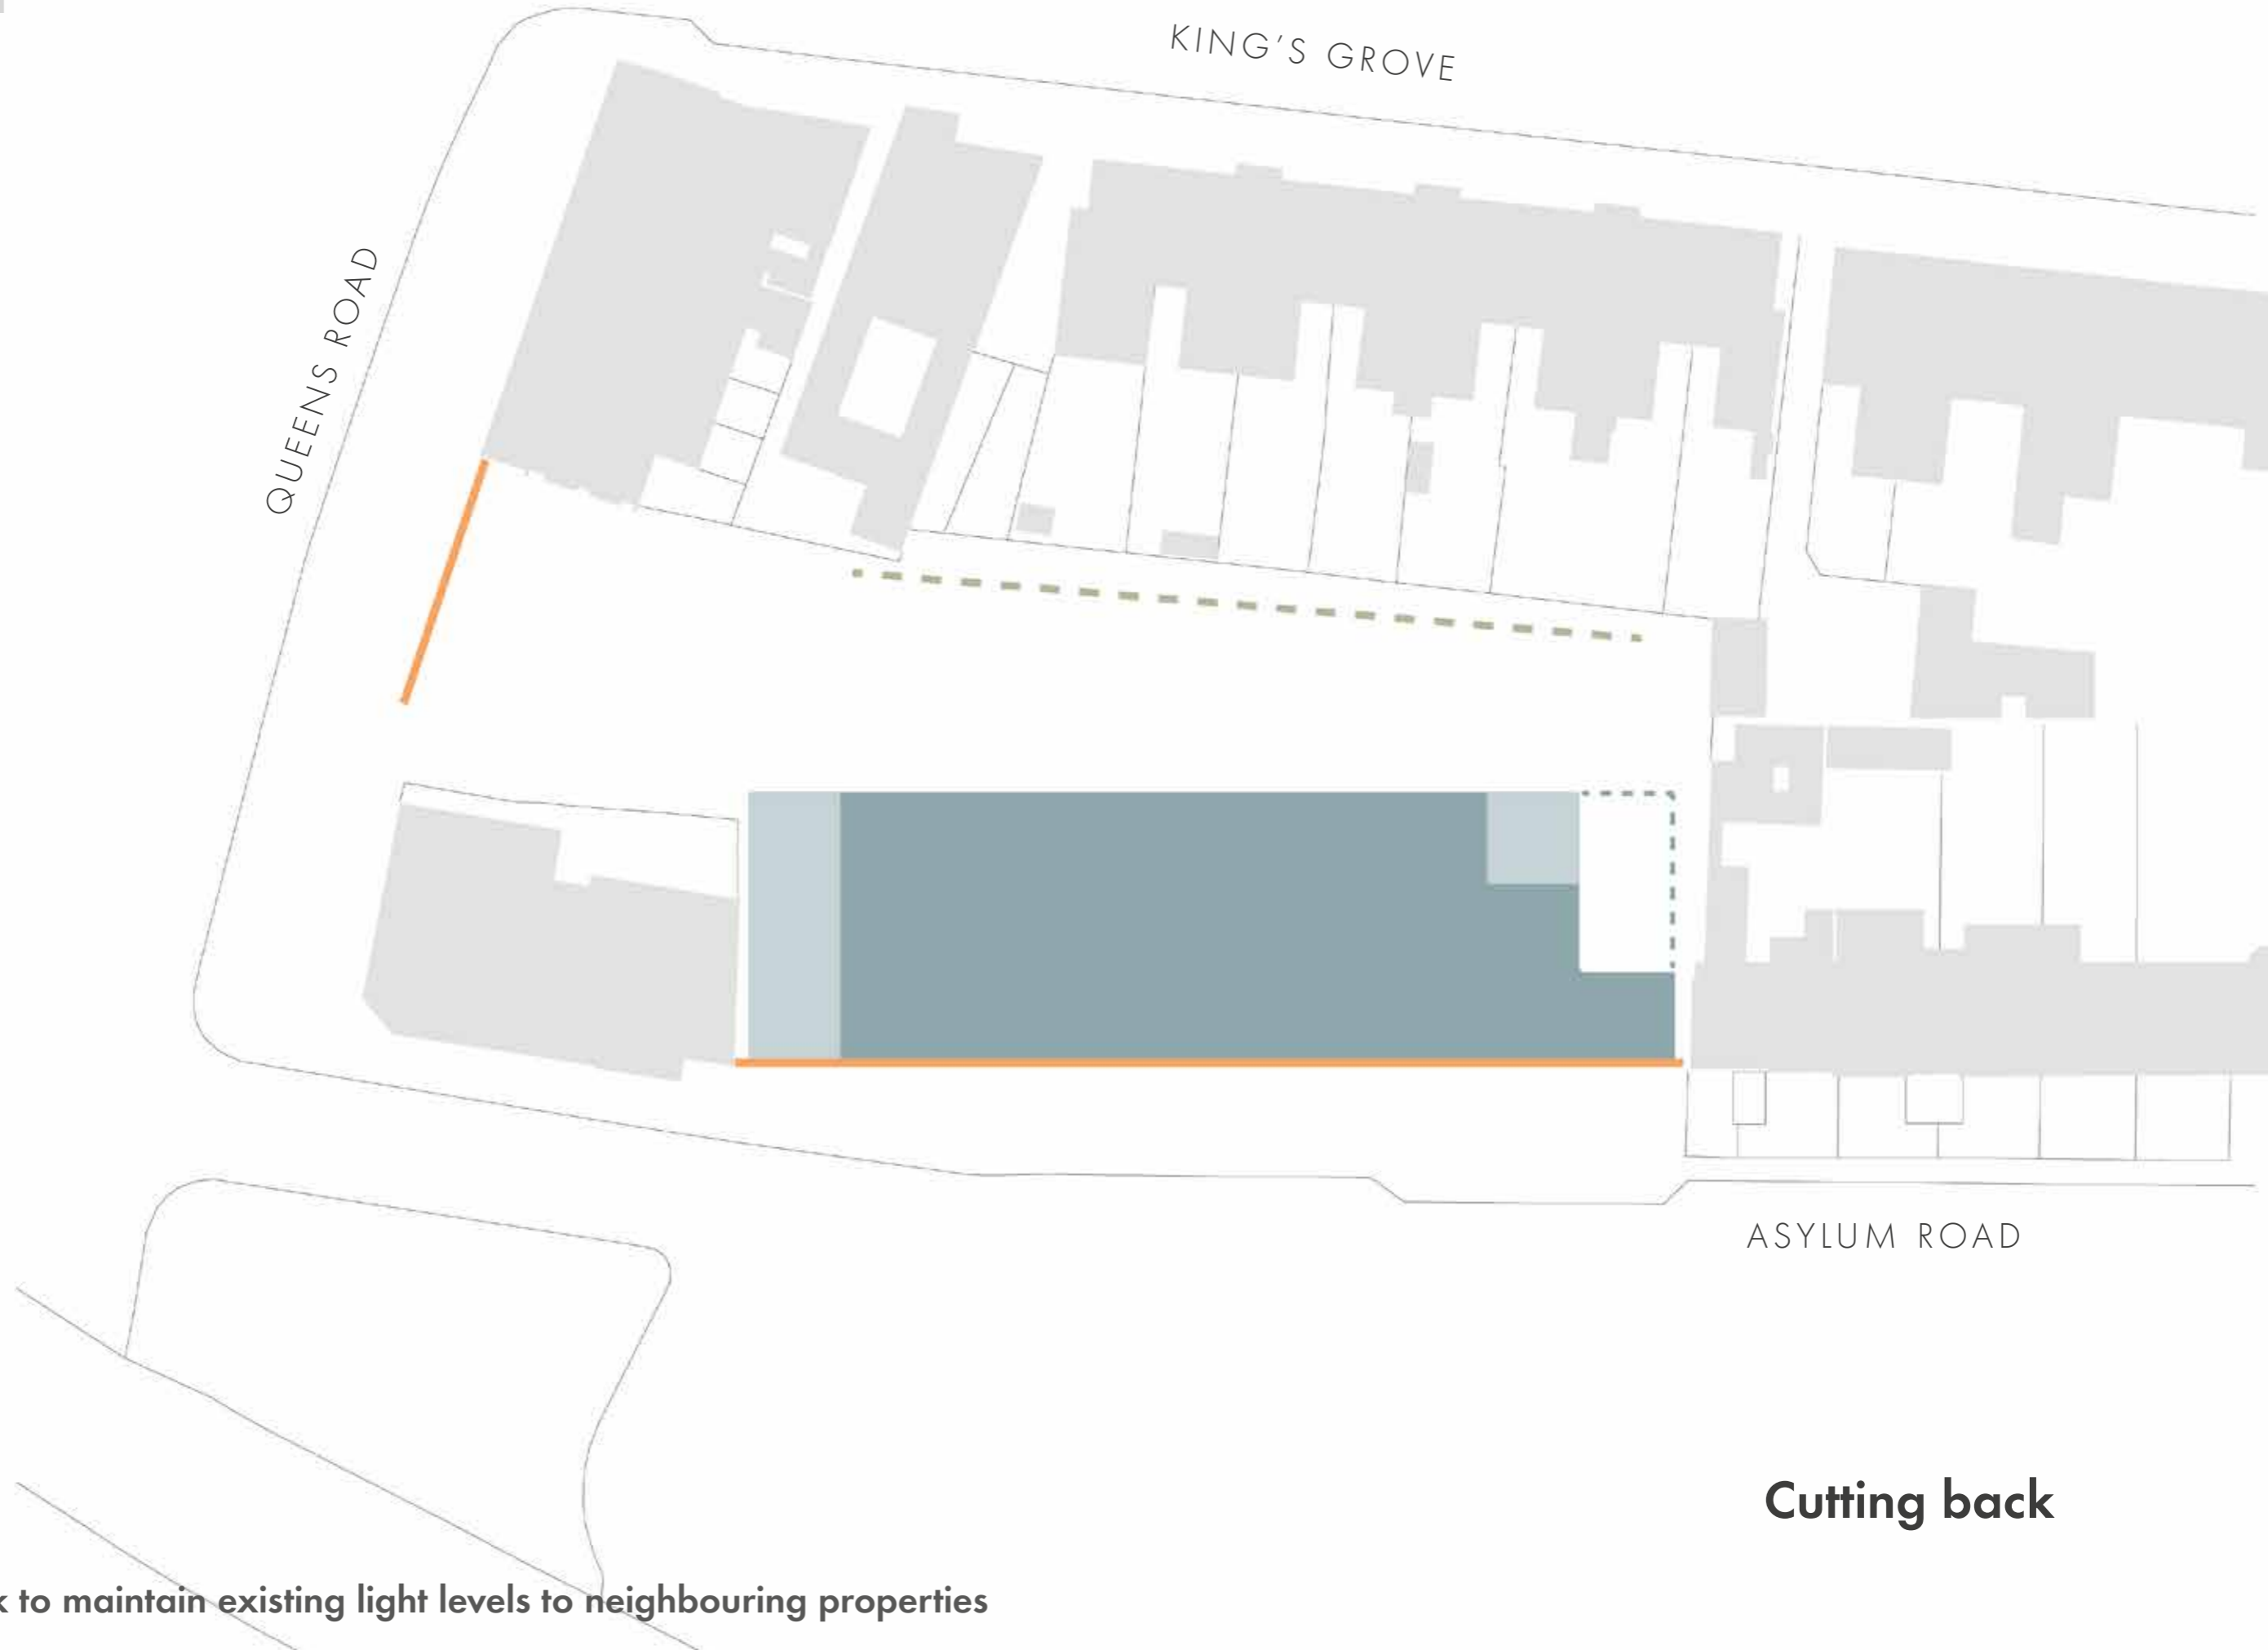 KING'S GROVE
QUEENS ROAD
ASYLUM ROAD
Cutting back
to maintain existing light levels to neighbouring properties